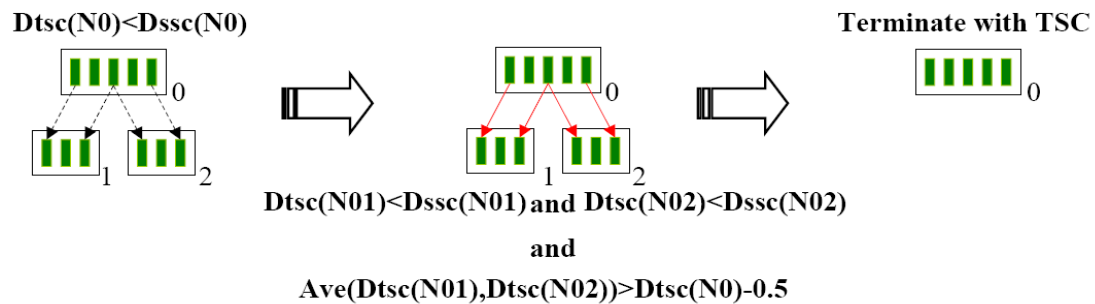 Dtsc(N0)<Dssc(N0)
Terminate with TSC
0
0
0
1
2
1
2
Dtsc(N01)<Dssc(N01) and Dtsc(N02)<Dssc(N02)
and
Ave(Dtsc(N01),Dtsc(N02))>Dtsc(N0)-0.5